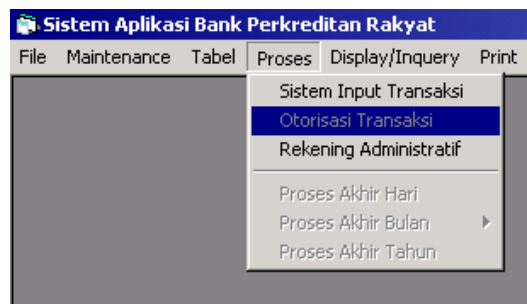 Sistem Aplikasi Bank Perkreditan Rakyat
File Maintenance Tabel Proses Display/Inquery Print
Sistem Input Transaksi
Otorisasi Transaksi
Rekening Administratif
Proses Akhir Hari
Proses Akhir Bulan
Proses Akhir Tahun